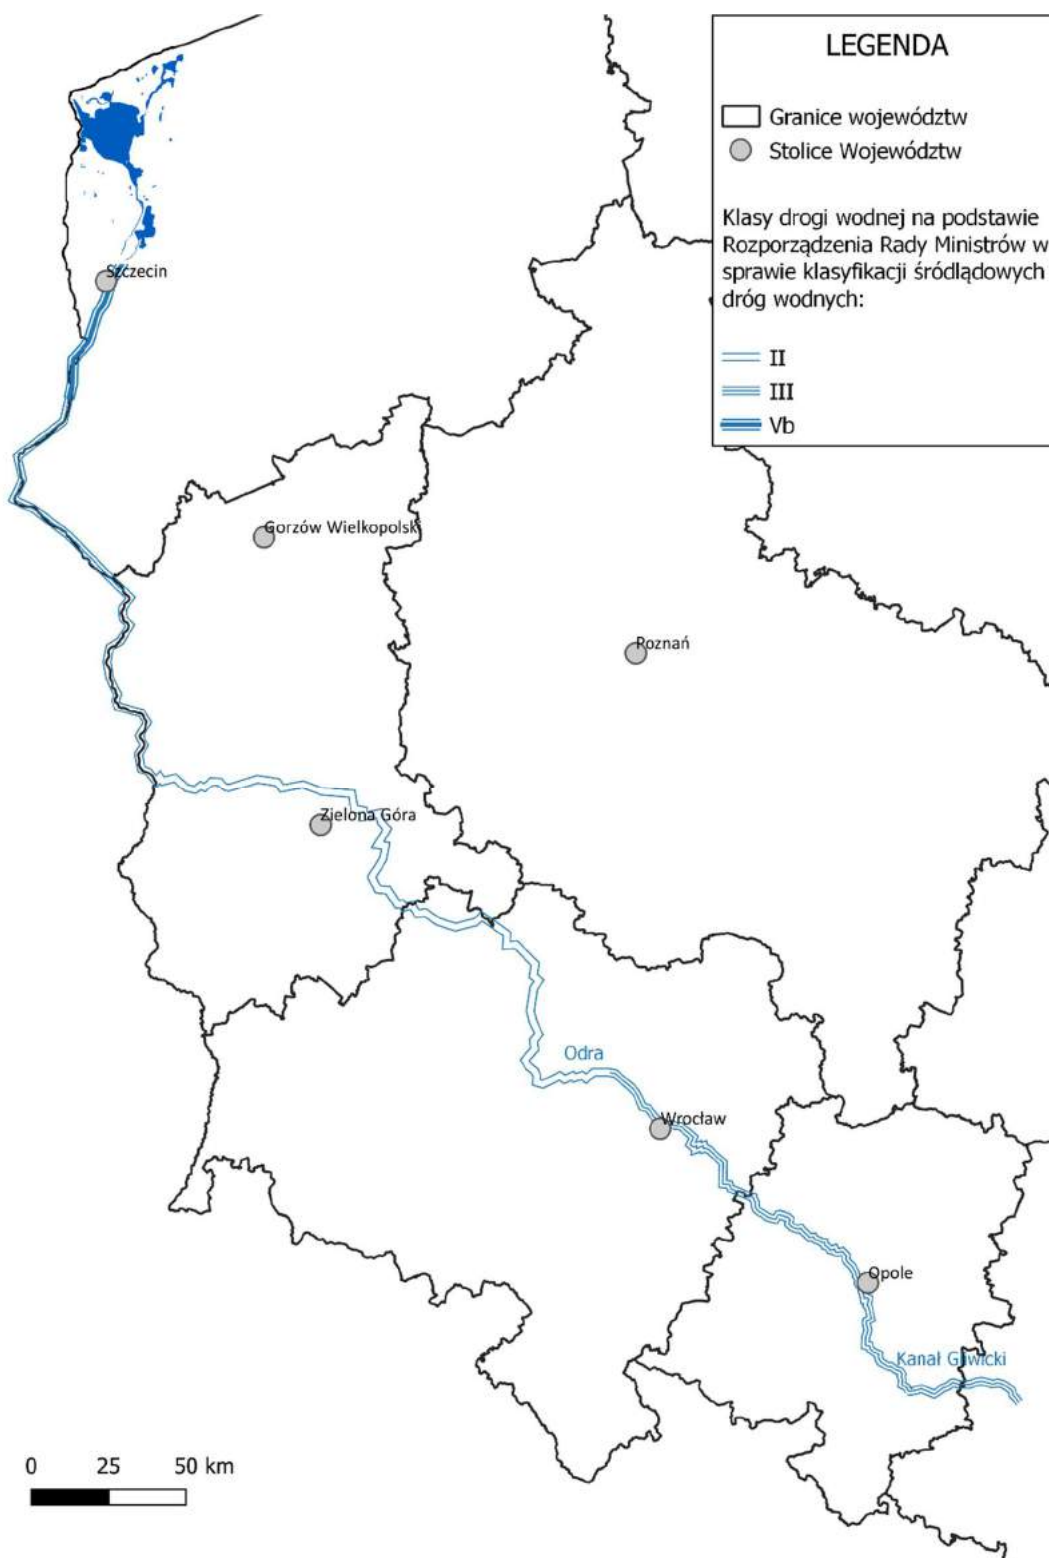 LEGENDA
Granice województw
Stolice Województw
Klasy drogi wodnej na podstawie
Rozporządzenia Rady Ministrów w
sprawie klasyfikacji śródlądowych
dróg wodnych:
II
III
Vb
Szczecin
Gorzów Wielkopolski
Poznań
Zielona Góra
Odra
Wrocław
Opole
Kanał Gliwicki
0 25 50 km